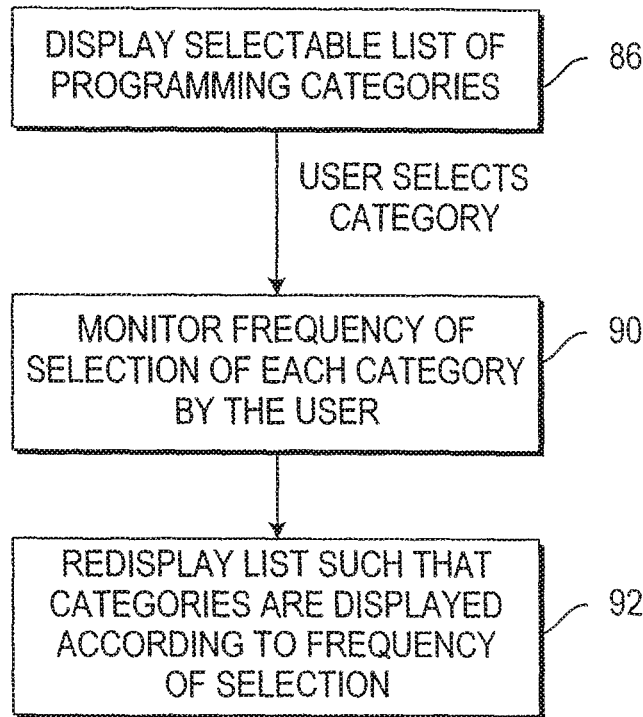 DISPLAY SELECTABLE LIST OF
PROGRAMMING CATEGORIES
86
USER SELECTS
CATEGORY
MONITOR FREQUENCY OF
SELECTION OF EACH CATEGORY
BY THE USER
90
REDISPLAY LIST SUCH THAT
CATEGORIES ARE DISPLAYED
ACCORDING TO FREQUENCY
OF SELECTION
92